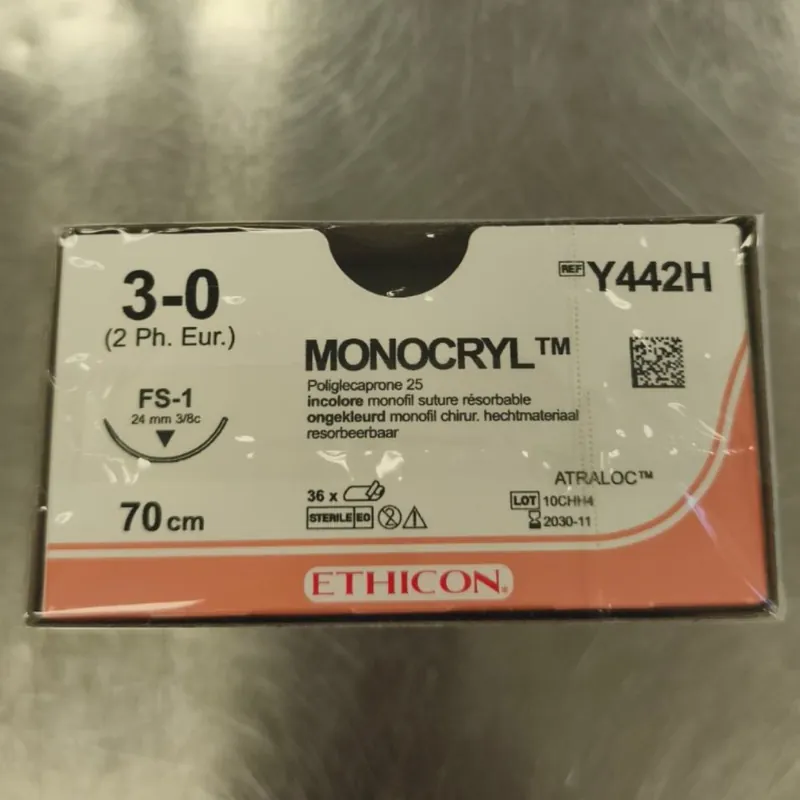 3-0
(2 Ph. Eur.)
FS-1
24 mm 3/8c
70 cm
REF Y442H
MONOCRYL™
Poliglecaprone 25
incolore monofil suture résorbable
ongekleurd monofil chirur. hechtmateriaal
resorbeerbaar
36 x
STERILE EO
2
ATRALOC™
LOT 10CHH4
2030-11
ETHICON®